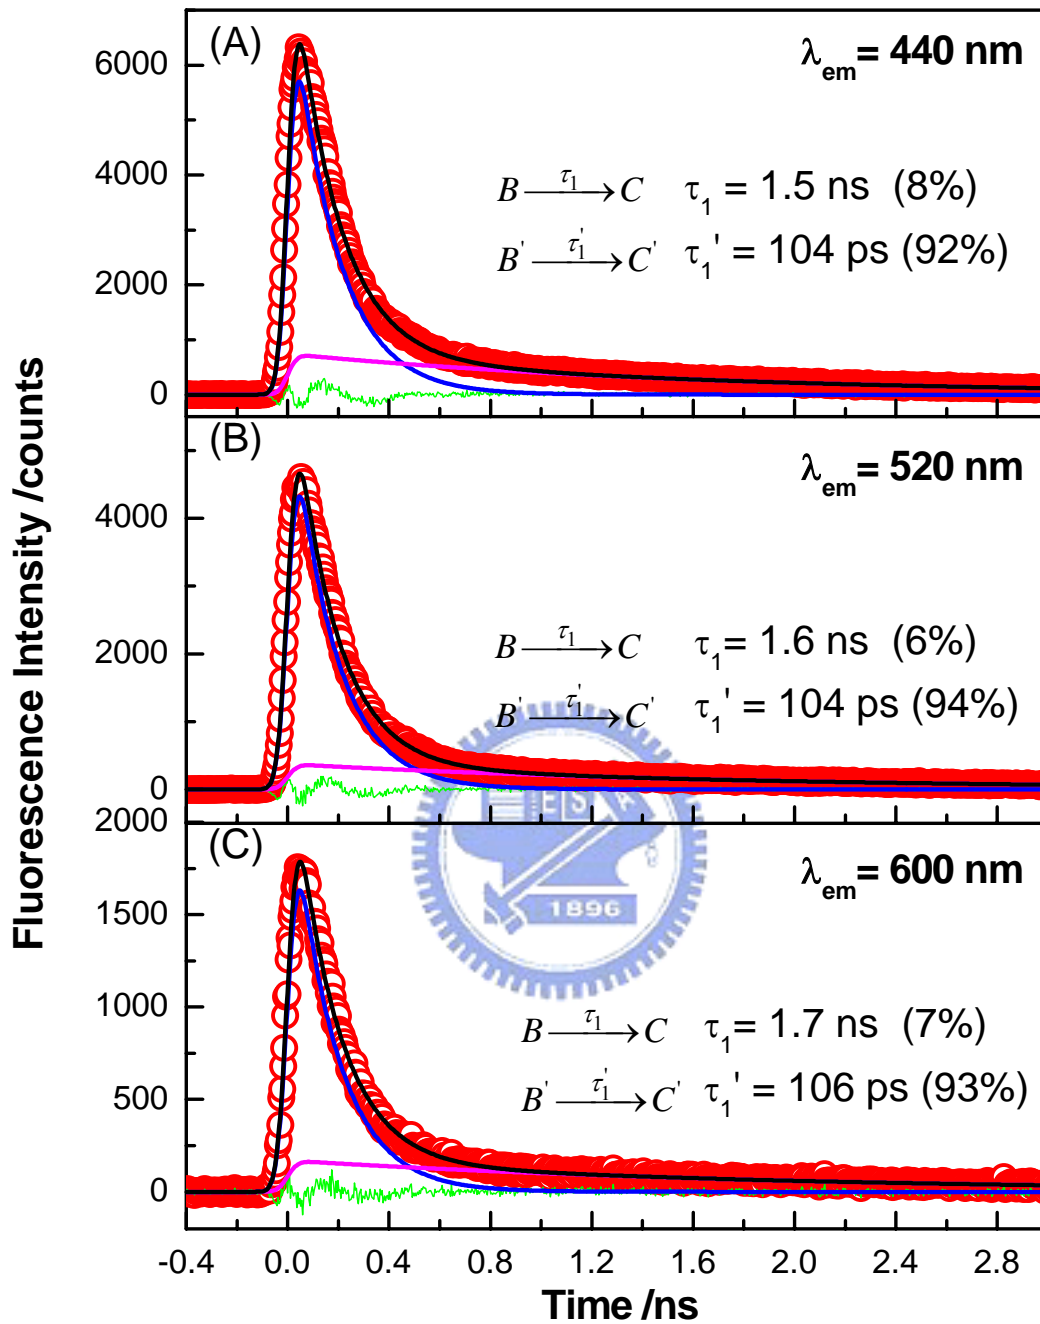 Fluorescence Intensity /counts
(A)
λem= 440 nm
6000
4000
2000
0
B —τ1→ C τ1 = 1.5 ns (8%)
B' —τ1'→ C' τ1' = 104 ps (92%)
(B)
λem= 520 nm
4000
2000
0
B —τ1→ C τ1= 1.6 ns (6%)
B' —τ1'→ C' τ1' = 104 ps (94%)
2000
(C)
λem= 600 nm
1500
1000
500
0
E S
1896
B —τ1→ C τ1= 1.7 ns (7%)
B' —τ1'→ C' τ1' = 106 ps (93%)
-0.4 0.0 0.4 0.8 1.2 1.6 2.0 2.4 2.8
Time /ns